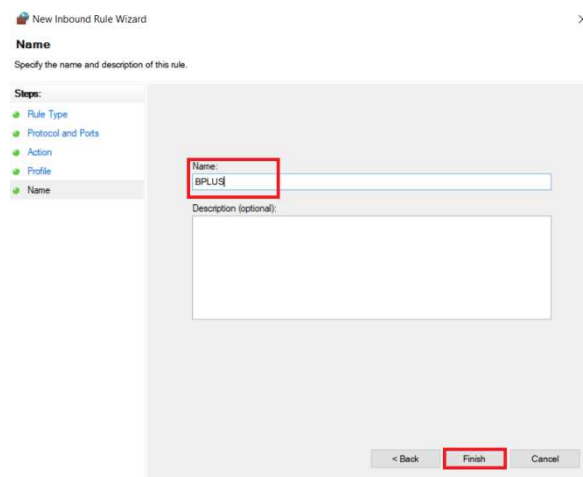 New Inbound Rule Wizard
Name
Specify the name and description of this rule.
Steps:
Rule Type
Protocol and Ports
Action
Profile
Name
Name:
BPLUS
Description (optional):
< Back Finish Cancel